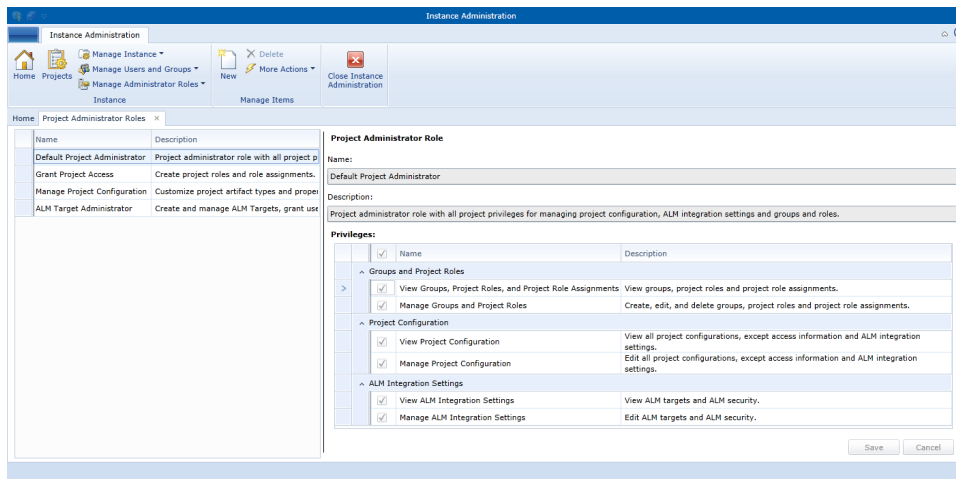 Instance Administration
Instance Administration
Home
Projects
Manage Instance
Manage Users and Groups
Manage Administrator Roles
Instance
New
Delete
More Actions
Manage Items
Close Instance
Administration
Home
Project Administrator Roles
Name Description
Default Project Administrator Project administrator role with all project p
Grant Project Access Create project roles and role assignments.
Manage Project Configuration Customize project artifact types and proper
ALM Target Administrator Create and manage ALM Targets, grant use
Project Administrator Role
Name:
Default Project Administrator
Description:
Project administrator role with all project privileges for managing project configuration, ALM integration settings and groups and roles.
Privileges:
Name Description
Groups and Project Roles
View Groups, Project Roles, and Project Role Assignments View groups, project roles and project role assignments.
Manage Groups and Project Roles Create, edit, and delete groups, project roles and project role assignments.
Project Configuration
View Project Configuration View all project configurations, except access information and ALM integration
settings.
Manage Project Configuration Edit all project configurations, except access information and ALM integration
settings.
ALM Integration Settings
View ALM Integration Settings View ALM targets and ALM security.
Manage ALM Integration Settings Edit ALM targets and ALM security.
Save Cancel